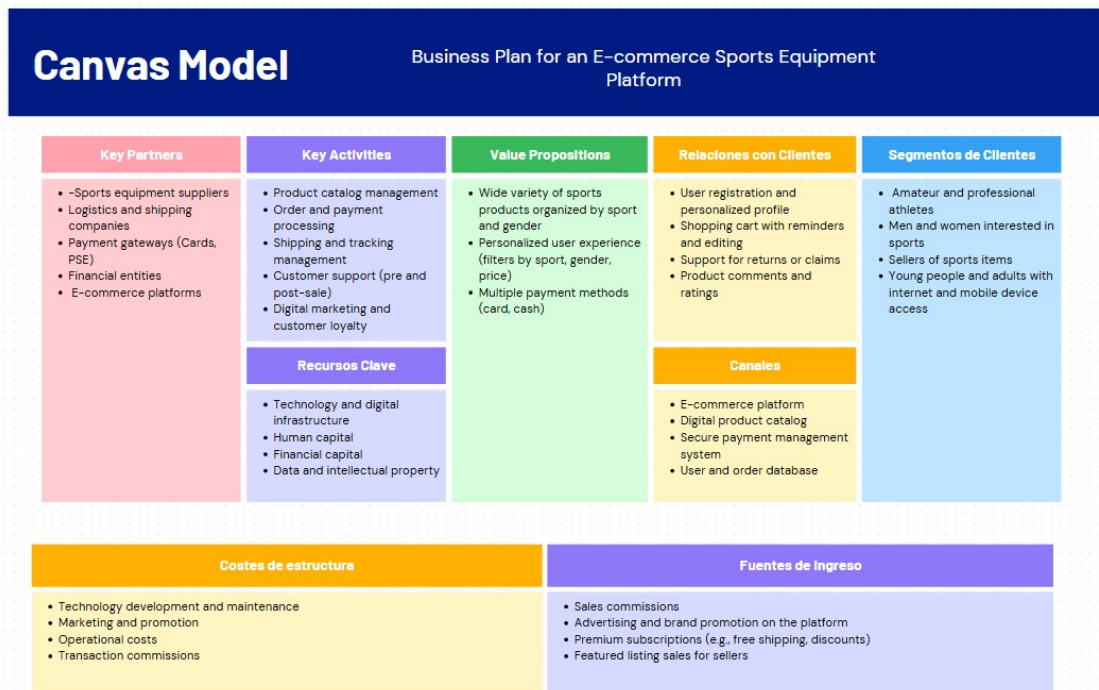 Canvas Model
Business Plan for an E-commerce Sports Equipment
Platform
Key Partners
• -Sports equipment suppliers
• Logistics and shipping
companies
• Payment gateways (Cards,
PSE)
• Financial entities
• E-commerce platforms
Key Activities
• Product catalog management
• Order and payment
processing
• Shipping and tracking
management
• Customer support (pre and
post-sale)
• Digital marketing and
customer loyalty
Recursos Clave
• Technology and digital
infrastructure
• Human capital
• Financial capital
• Data and intellectual property
Value Propositions
• Wide variety of sports
products organized by sport
and gender
• Personalized user experience
(filters by sport, gender,
price)
• Multiple payment methods
(card, cash)
Relaciones con Clientes
• User registration and
personalized profile
• Shopping cart with reminders
and editing
• Support for returns or claims
• Product comments and
ratings
Canales
• E-commerce platform
• Digital product catalog
• Secure payment management
system
• User and order database
Segmentos de Clientes
• Amateur and professional
athletes
• Men and women interested in
sports
• Sellers of sports items
• Young people and adults with
internet and mobile device
access
Costes de estructura
• Technology development and maintenance
• Marketing and promotion
• Operational costs
• Transaction commissions
Fuentes de Ingreso
• Sales commissions
• Advertising and brand promotion on the platform
• Premium subscriptions (e.g., free shipping, discounts)
• Featured listing sales for sellers